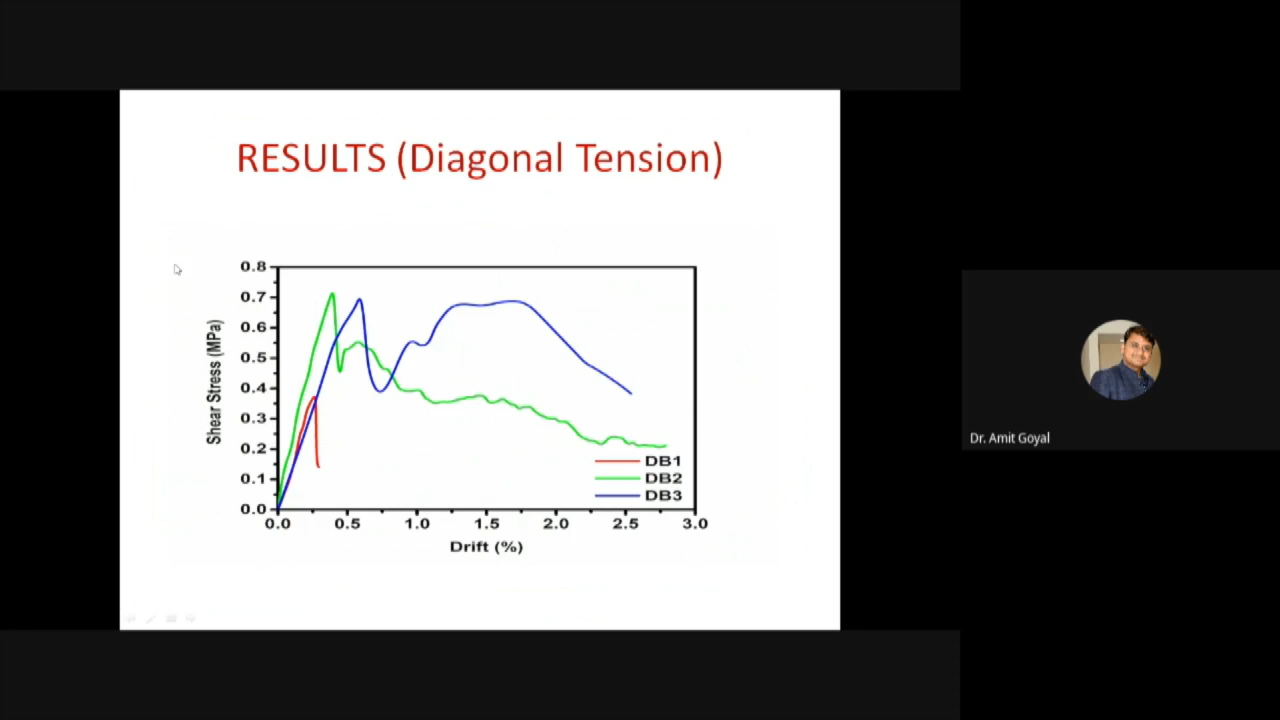 RESULTS (Diagonal Tension)
0.8
0.7
0.6
0.5
0.4
0.3
0.2
0.1
0.0
Shear Stress (MPa)
DB1
DB2
DB3
0.0 0.5 1.0 1.5 2.0 2.5 3.0
Drift (%)
Dr. Amit Goyal